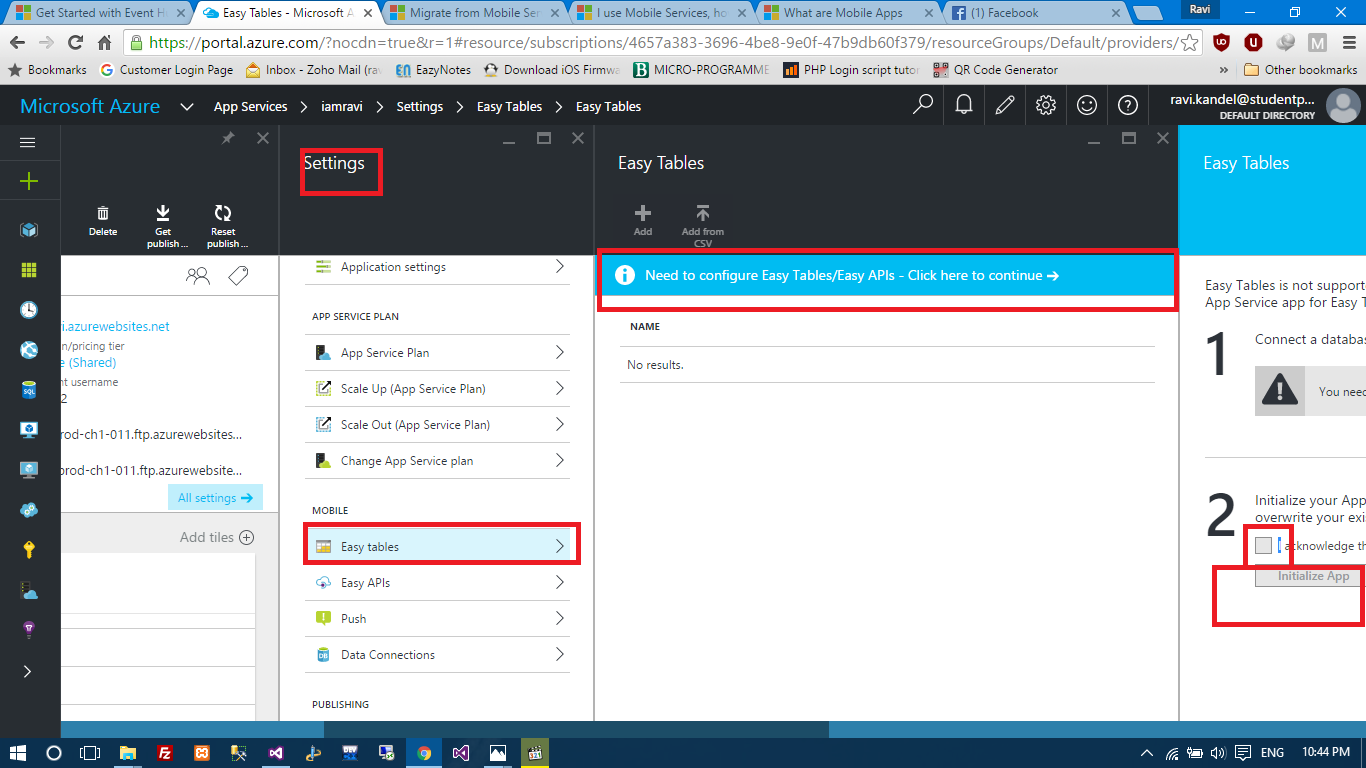 Get Started with Event H
Easy Tables - Microsoft A
Migrate from Mobile Ser
I use Mobile Services, ho
What are Mobile Apps
(1) Facebook
Ravi
https://portal.azure.com/?nocdn=true&r=1#resource/subscriptions/4657a383-3696-4be8-9e0f-47b9db60f379/resourceGroups/Default/providers/
Bookmarks
Customer Login Page
Inbox - Zoho Mail (ra
EazyNotes
Download iOS Firmwa
MICRO-PROGRAMME
PHP Login script tutor
QR Code Generator
»
Other bookmarks
Microsoft Azure
App Services > iamravi > Settings > Easy Tables > Easy Tables
ravi.kandel@studentp...
DEFAULT DIRECTORY
Delete
Get
publish ...
Reset
publish ...
i.azurewebsites.net
n/pricing tier
e (Shared)
nt username
2
rod-ch1-011.ftp.azurewebsites...
prod-ch1-011.ftp.azurewebsite...
All settings →
Add tiles
Settings
Application settings
APP SERVICE PLAN
App Service Plan
Scale Up (App Service Plan)
Scale Out (App Service Plan)
Change App Service plan
MOBILE
Easy tables
Easy APIs
Push
Data Connections
PUBLISHING
Easy Tables
Add
Add from
CSV
Need to configure Easy Tables/Easy APIs - Click here to continue →
NAME
No results.
Easy Tables
Easy Tables is not support
App Service app for Easy T
1
Connect a databas
You need
2
Initialize your App
overwrite your exi
I acknowledge th
Initialize App
ENG
10:44 PM